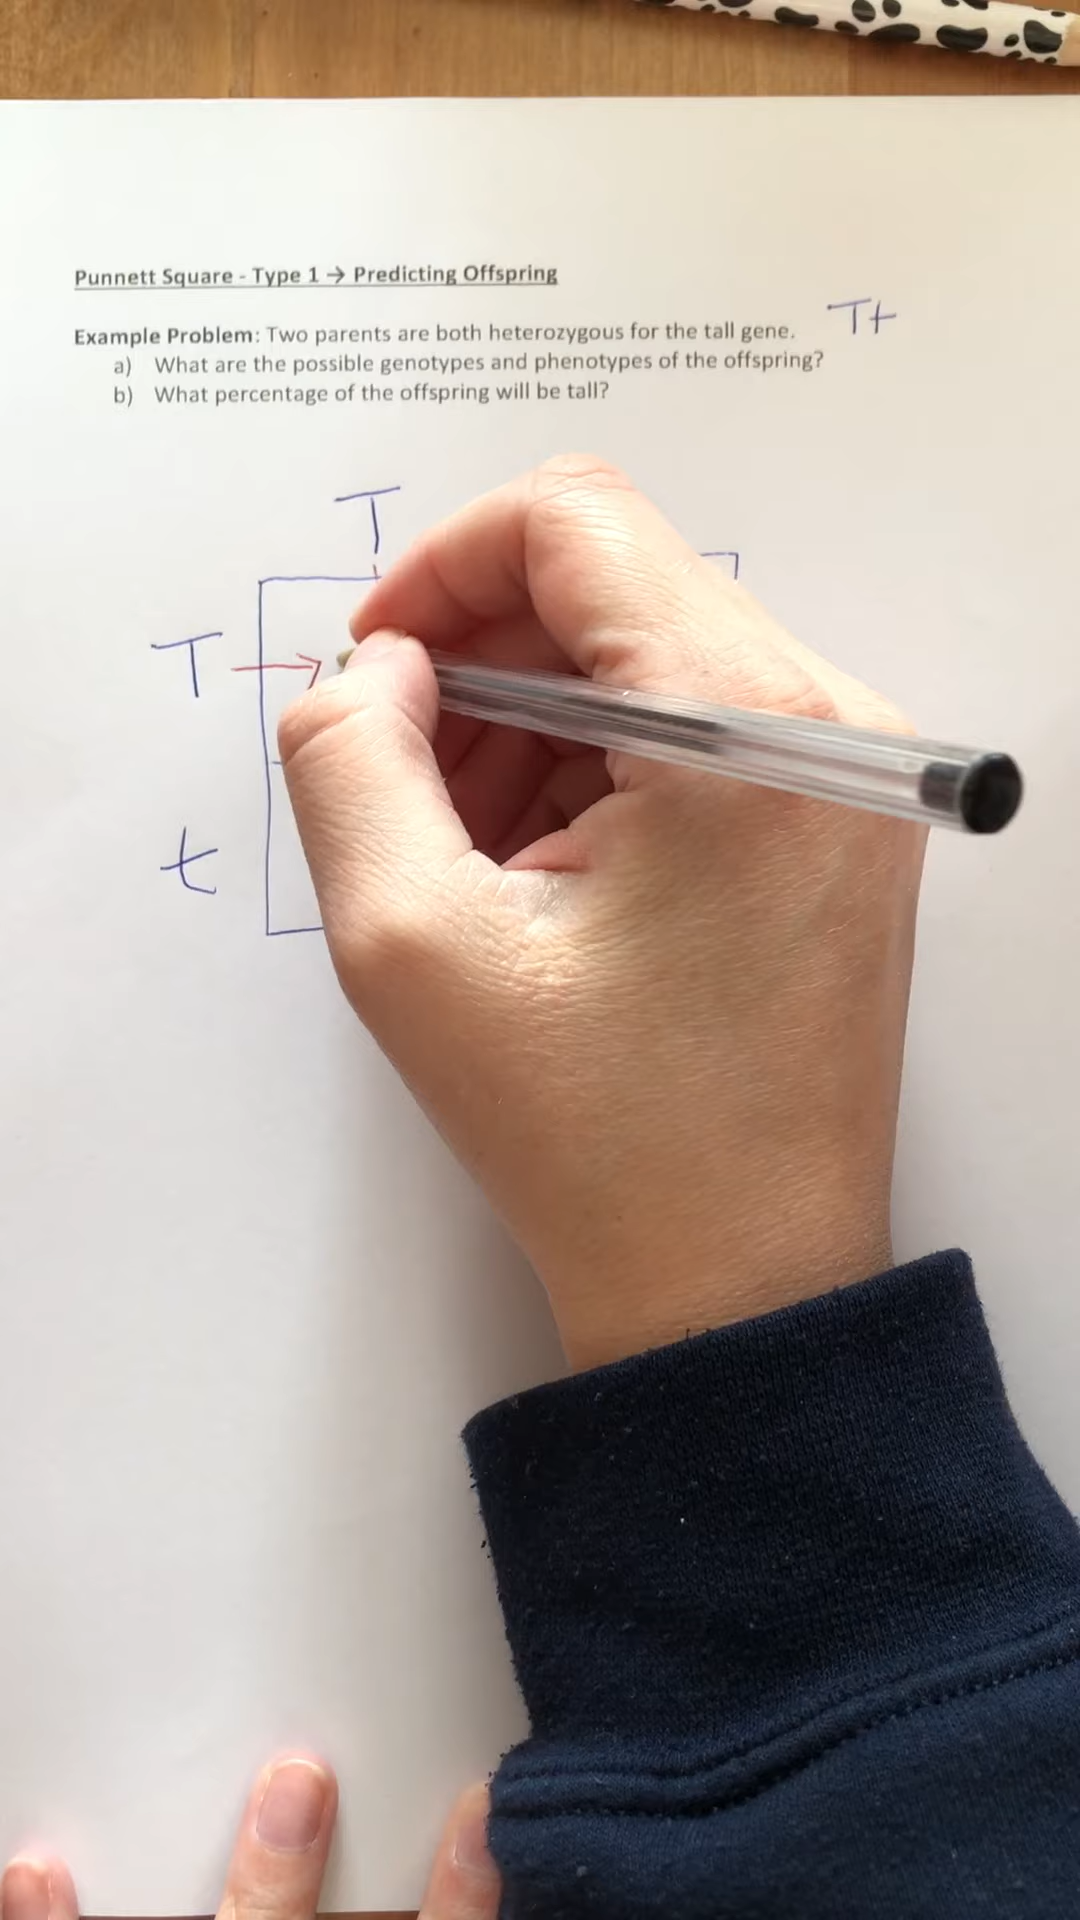 Punnett Square - Type 1 → Predicting Offspring
Tt
Example Problem: Two parents are both heterozygous for the tall gene.
a) What are the possible genotypes and phenotypes of the offspring?
b) What percentage of the offspring will be tall?
T
T
t